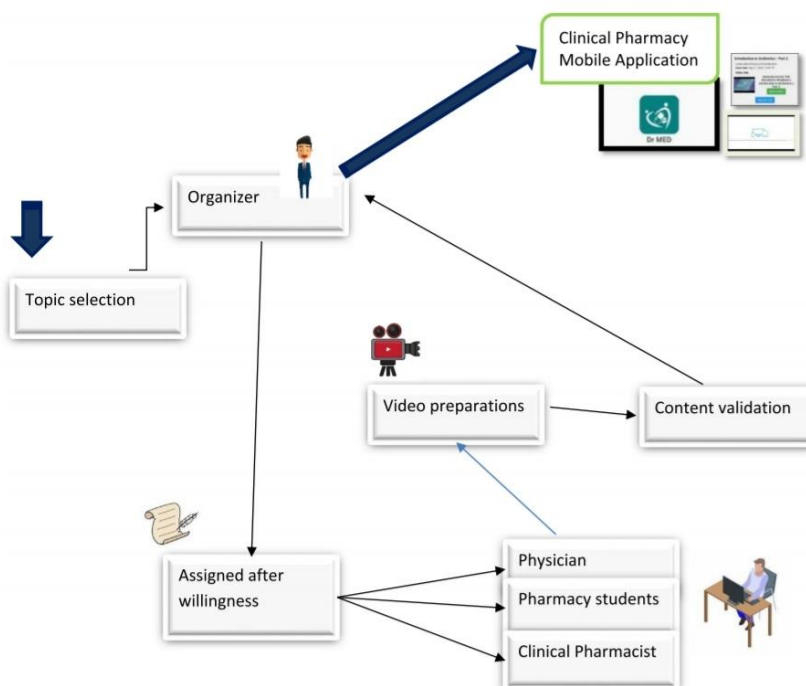 Clinical Pharmacy
Mobile Application
Dr MED
Organizer
Topic selection
Video preparations
Content validation
Assigned after
willingness
Physician
Pharmacy students
Clinical Pharmacist